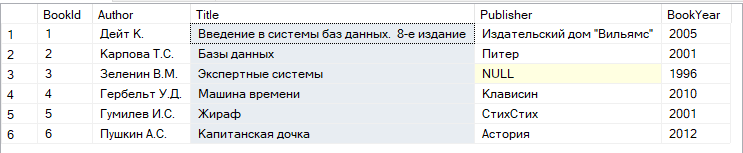 BookId Author Title Publisher BookYear
1 1 Дейт К. Введение в системы баз данных.  8-е издание Издательский дом "Вильямс" 2005
2 2 Карпова Т.С. Базы данных Питер 2001
3 3 Зеленин В.М. Экспертные системы NULL 1996
4 4 Гербельт У.Д. Машина времени Клависин 2010
5 5 Гумилев И.С. Жираф СтихСтих 2001
6 6 Пушкин А.С. Капитанская дочка Астория 2012